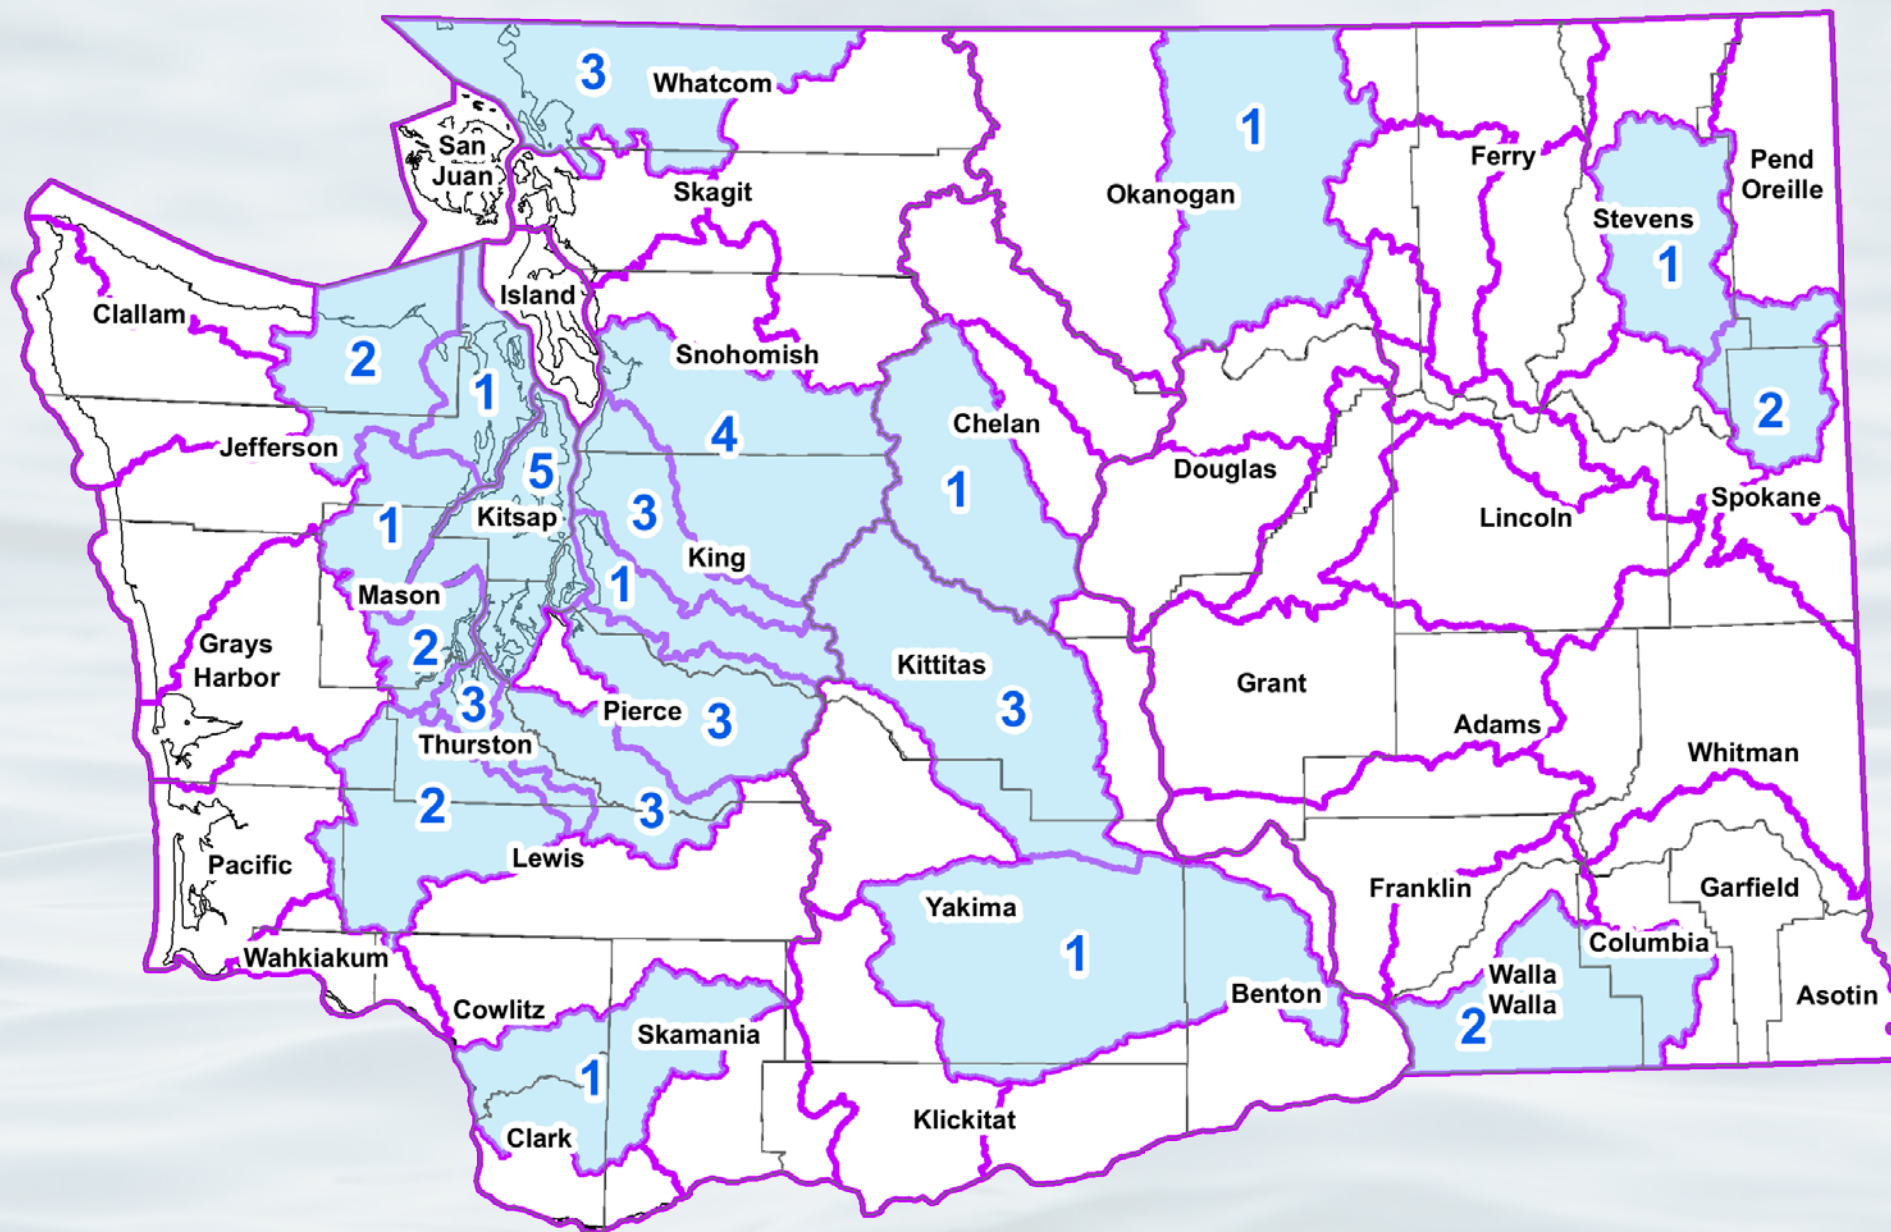 3
Whatcom
1
San
Juan
Ferry
Pend
Oreille
Skagit
Okanogan
Stevens
1
Island
Clallam
2
Snohomish
1
Chelan
2
4
Jefferson
5
Douglas
1
Spokane
3
1
Kitsap
Lincoln
King
1
Mason
Grays
Harbor
2
Kittitas
Grant
3
Pierce
3
3
Adams
Thurston
Whitman
2
3
Lewis
Pacific
Franklin
Garfield
Yakima
1
Columbia
Wahkiakum
Walla
Walla
2
Benton
Asotin
Cowlitz
Skamania
1
Klickitat
Clark